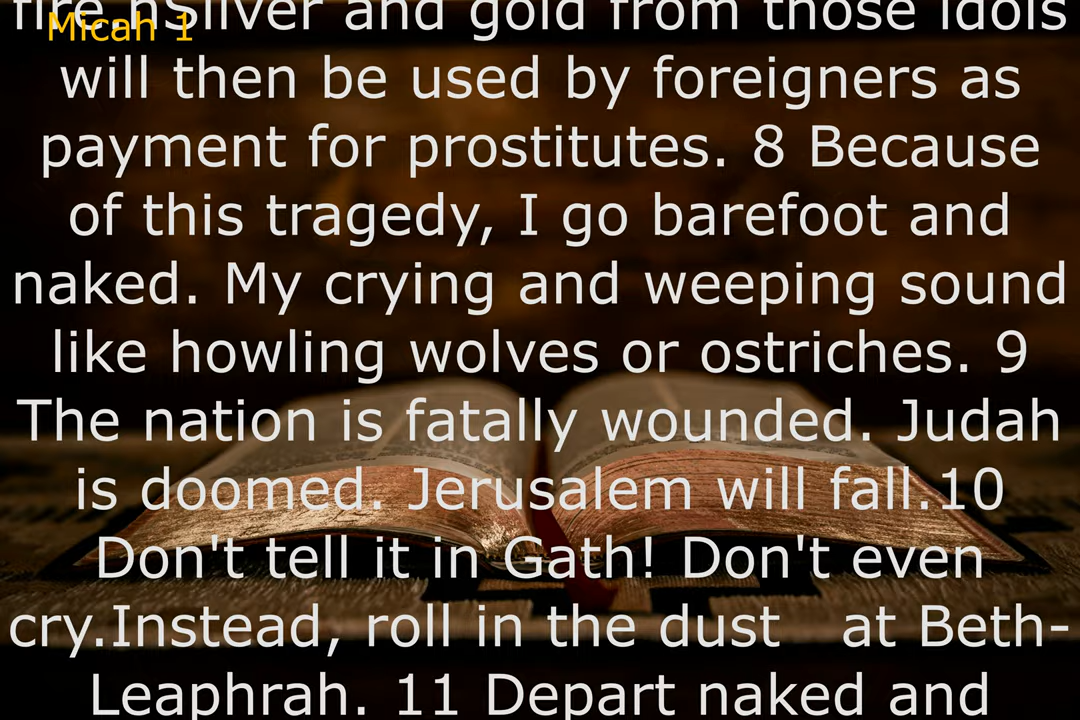 fire.nSilver and gold from those idols
Micah 1
will then be used by foreigners as
payment for prostitutes. 8 Because
of this tragedy, I go barefoot and
naked. My crying and weeping sound
like howling wolves or ostriches. 9
The nation is fatally wounded. Judah
is doomed. Jerusalem will fall.10
Don't tell it in Gath! Don't even
cry.Instead, roll in the dust    at Beth-
Leaphrah. 11 Depart naked and